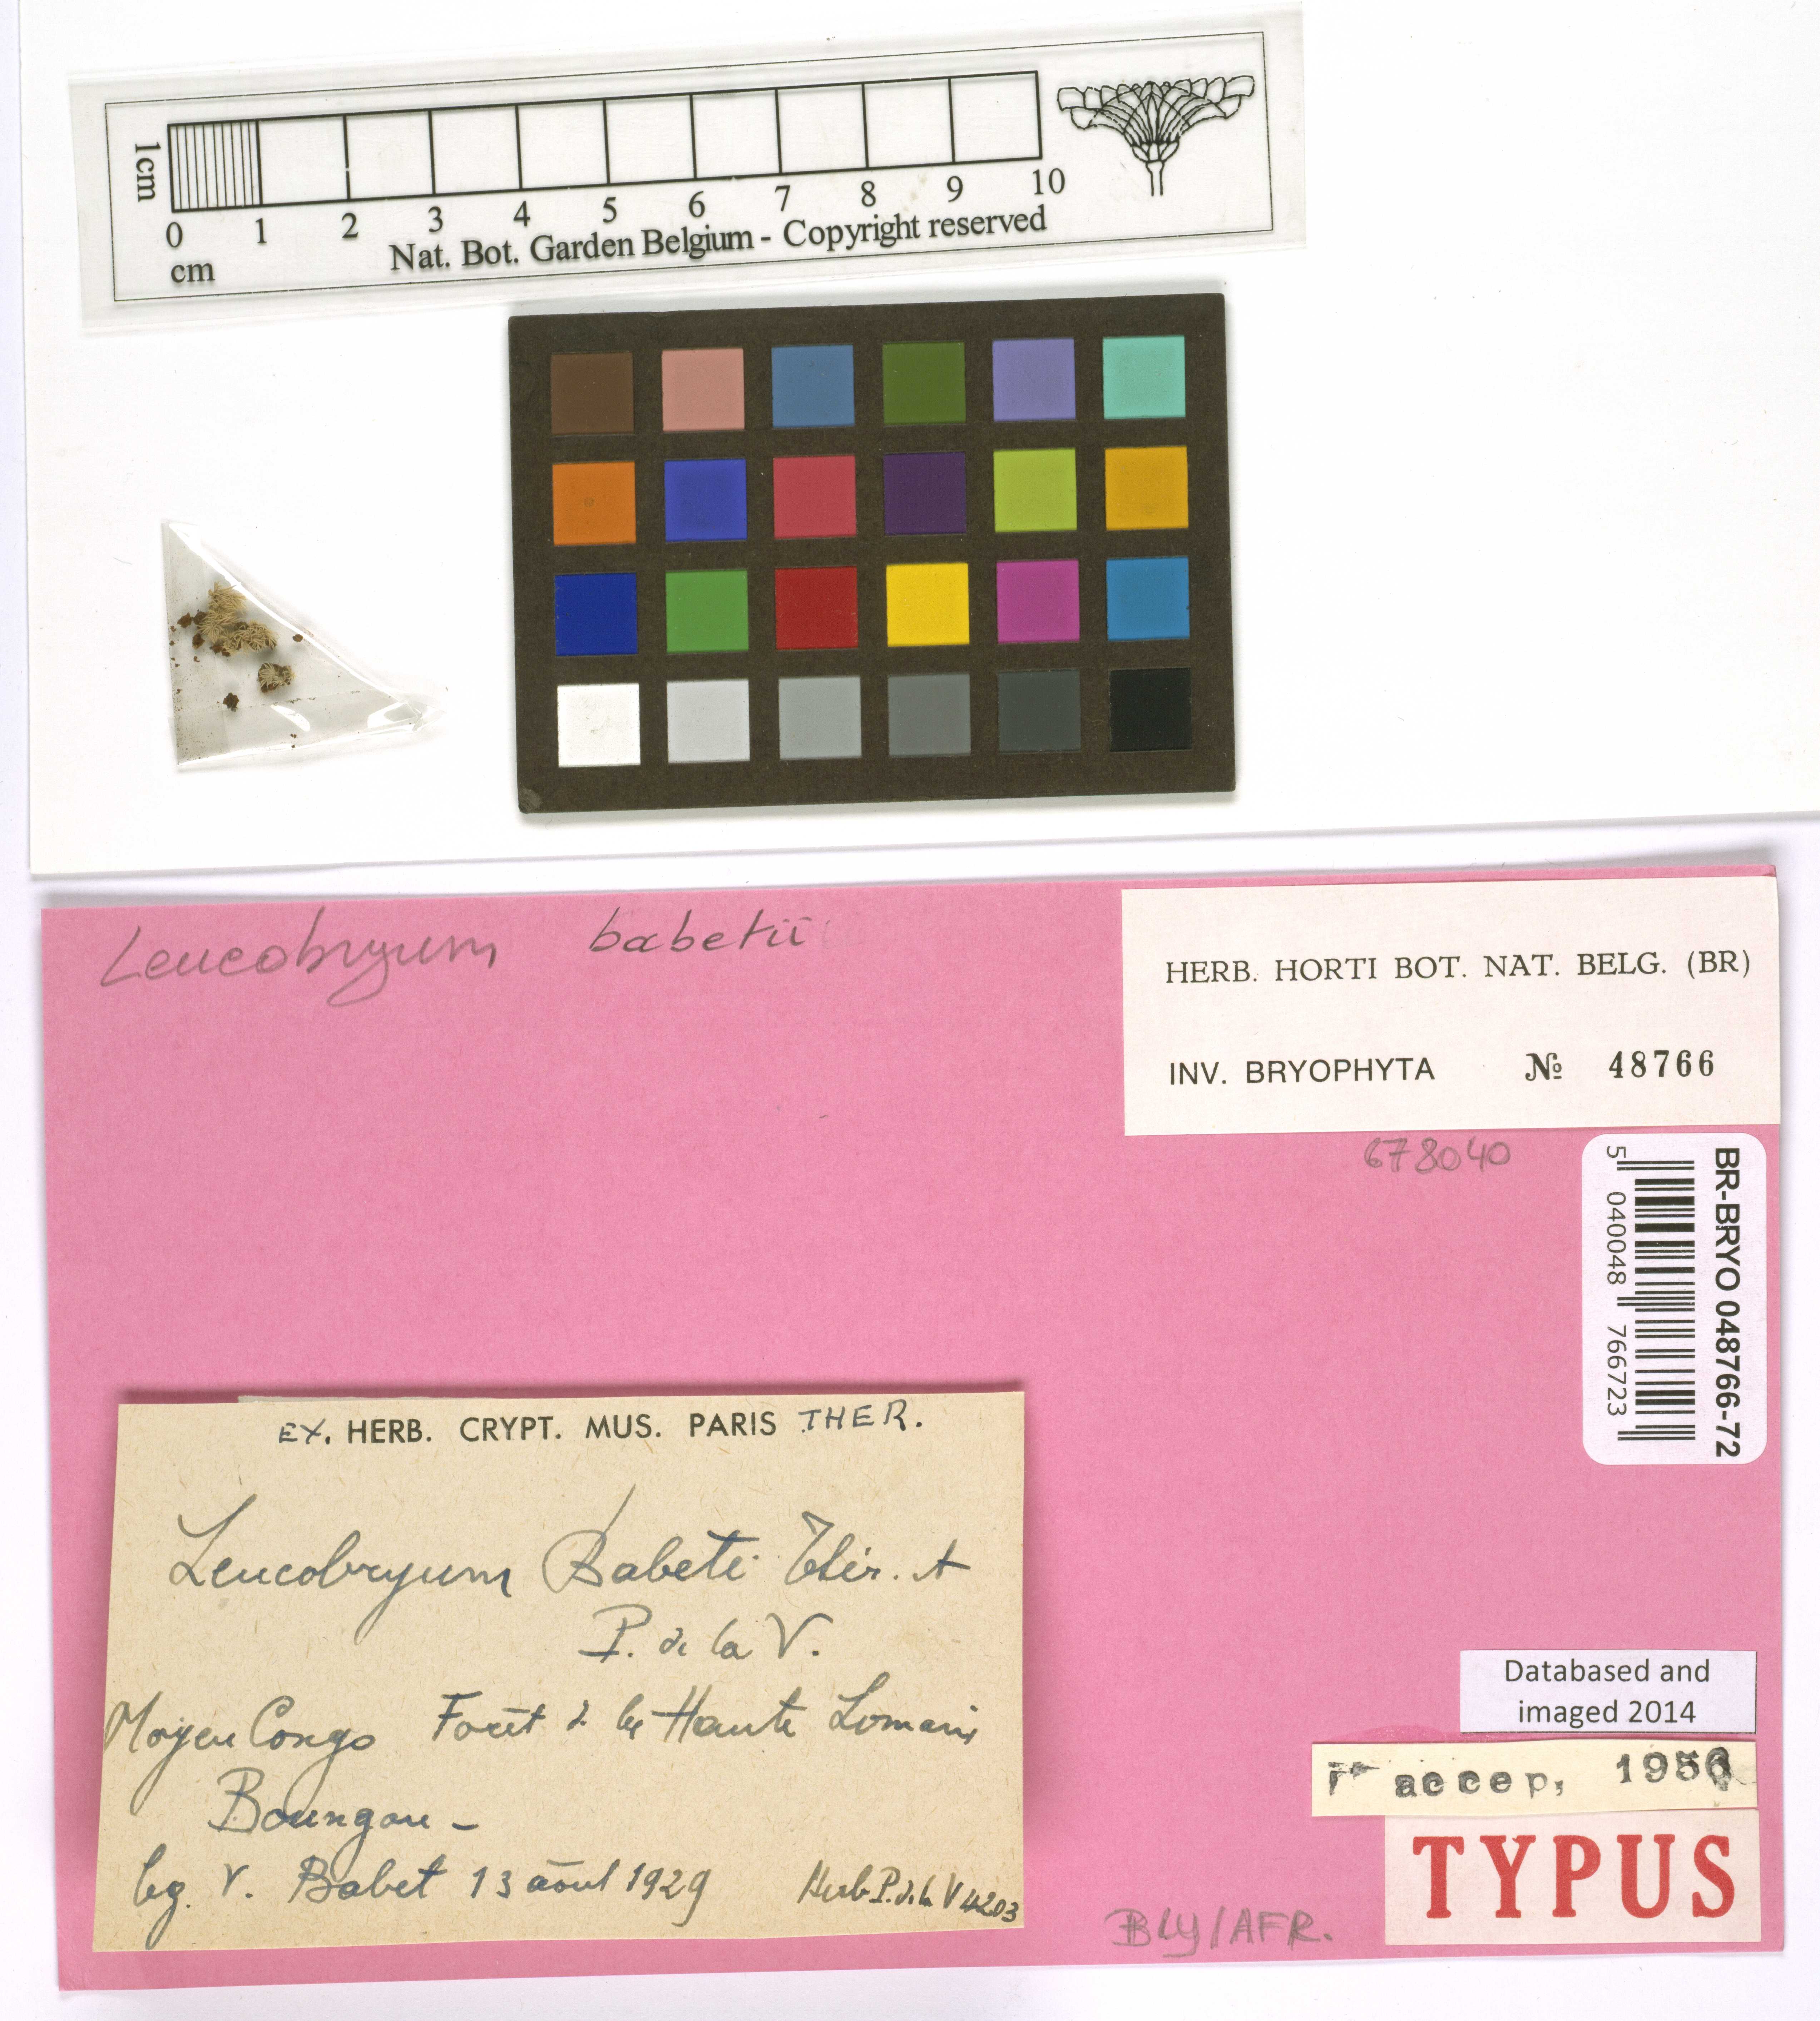 1cm
0 1 2 3 4 5 6 7 8 9 10
cm
Nat. Bot. Garden Belgium - Copyright reserved
Leucobryum babetii
HERB. HORTI BOT. NAT. BELG. (BR)
INV. BRYOPHYTA № 48766
678040
BR-BRYO 048766-72
5 040048 766723
EX. HERB. CRYPT. MUS. PARIS THER.
Leucobryum Babeti Thér. et
P. de la V.
Moyen Congo Forêt de la Haute
Boungou -
leg. V. Babet 13 août 1929 Herb P. de la V 4203
Databased and
imaged 2014
accep, 1956
TYPUS
BLY/AFR.